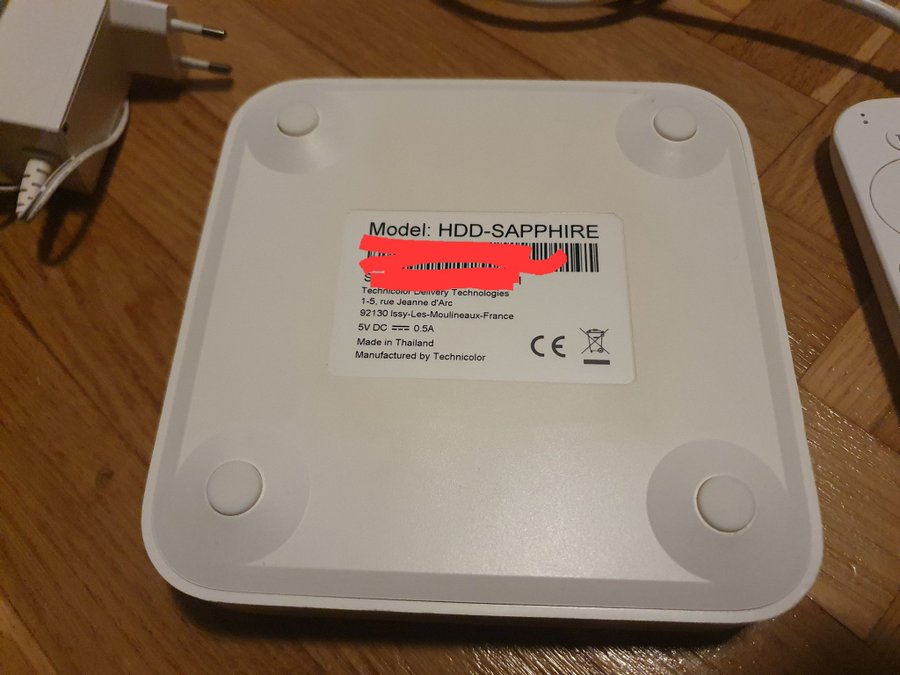 Model: HDD-SAPPHIRE
Technicolor Delivery Technologies
1-5, rue Jeanne d'Arc
92130 Issy-Les-Moulineaux-France
5V DC 0.5A
Made in Thailand
Manufactured by Technicolor
CE